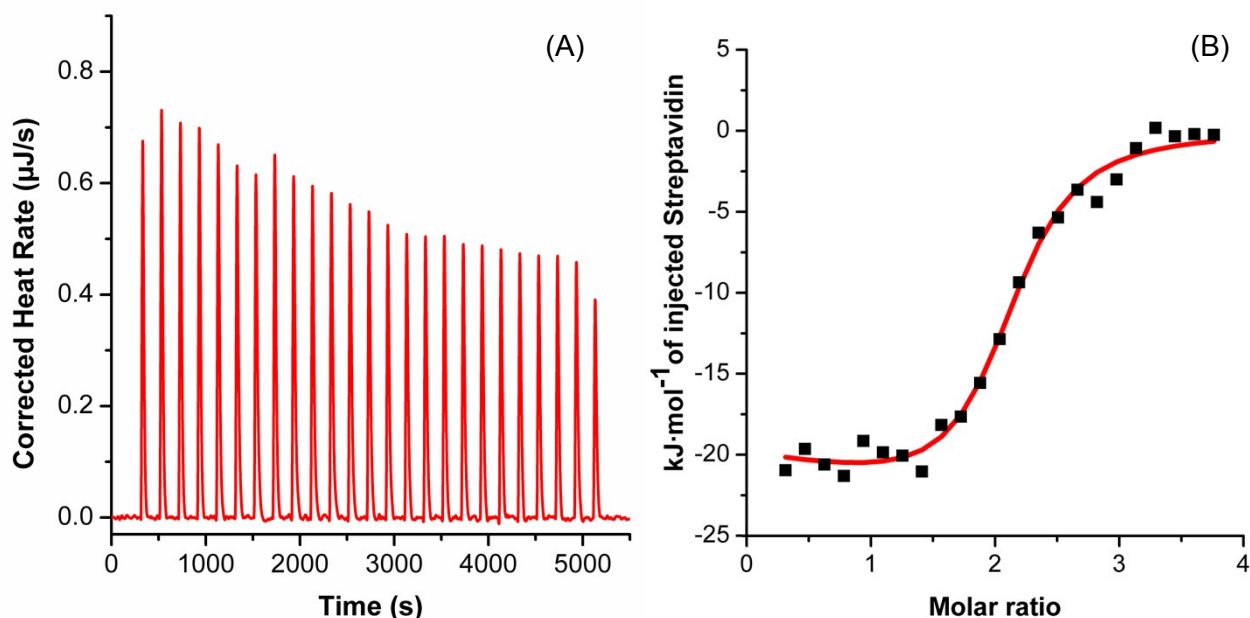 (A)
Corrected Heat Rate (µJ/s)
0.8
0.6
0.4
0.2
0.0
0 1000 2000 3000 4000 5000
Time (s)
(B)
kJ·mol⁻¹ of injected Streptavidin
5
0
-5
-10
-15
-20
-25
0 1 2 3 4
Molar ratio